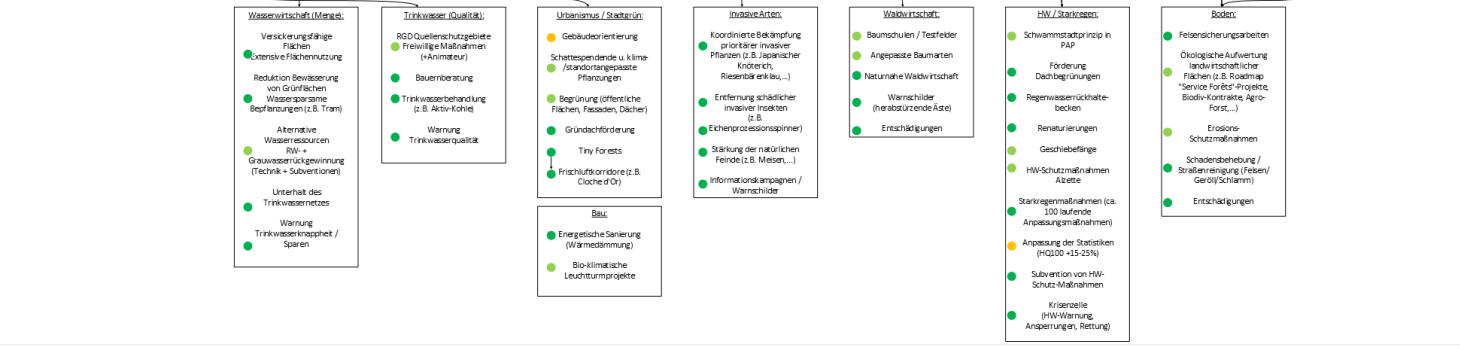 Wasserwirtschaft (Menge):
Versickerungsfähige
Flächen
Extensive Flächennutzung
Reduktion Bewässerung
von Grünflächen
Wassersparsame
Bepflanzungen (z.B. Tram)
Alternative
Wasserressourcen
RW- +
Grauwasserrückgewinnung
(Technik + Subventionen)
Unterhalt des
Trinkwassernetzes
Warnung
Trinkwasserknappheit /
Sparen
Trinkwasser (Qualität):
RGD Quellenschutzgebiete
Freiwillige Maßnahmen
(+Animateur)
Bauernberatung
Trinkwasserbehandlung
(z.B. Aktiv-Kohle)
Warnung
Trinkwasserqualität
Urbanismus / Stadtgrün:
Gebäudeorientierung
Schattespendende u. klima-
/standortangepasste
Pflanzungen
Begrünung (öffentliche
Flächen, Fassaden, Dächer)
Gründachförderung
Tiny Forests
Frischluftkorridore (z.B.
Cloche d'Or)
Bau:
Energetische Sanierung
(Wärmedämmung)
Bio-klimatische
Leuchtturmprojekte
Invasive Arten:
Koordinierte Bekämpfung
prioritärer invasiver
Pflanzen (z.B. Japanischer
Knöterich,
Riesenbärenklau,...)
Entfernung schädlicher
invasiver Insekten
(z.B.
Eichenprozessionsspinner)
Stärkung der natürlichen
Feinde (z.B. Meisen,...)
Informationskampagnen /
Warnschilder
Waldwirtschaft:
Baumschulen / Testfelder
Angepasste Baumarten
Naturnahe Waldwirtschaft
Warnschilder
(herabstürzende Äste)
Entschädigungen
HW / Starkregen:
Schwammstadtprinzip in
PAP
Förderung
Dachbegrünungen
Regenwasserrückhalte-
becken
Renaturierungen
Geschiebefänge
HW-Schutzmaßnahmen
Alzette
Starkregenmaßnahmen (ca.
100 laufende
Anpassungsmaßnahmen)
Anpassung der Statistiken
(HQ100 +15-25%)
Subvention von HW-
Schutz-Maßnahmen
Krisenzelle
(HW-Warnung,
Ansperrungen, Rettung)
Boden:
Felsensicherungsarbeiten
Ökologische Aufwertung
landwirtschaftlicher
Flächen (z.B. Roadmap
"Service Forêts"-Projekte,
Biodiv-Kontrakte, Agro-
Forst,...)
Erosions-
Schutzmaßnahmen
Schadensbehebung /
Straßenreinigung (Felsen/
Geröll/Schlamm)
Entschädigungen